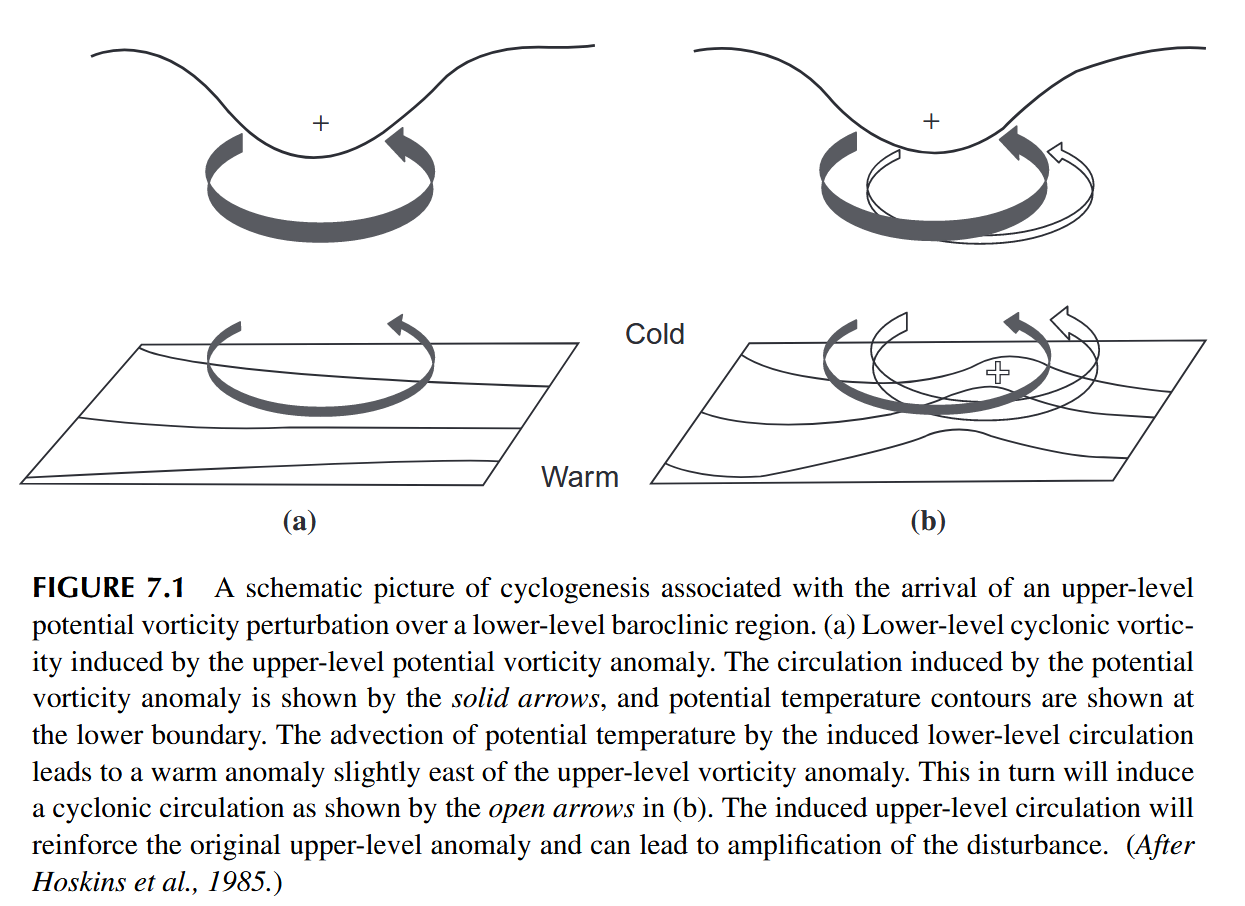 Cold
Warm
(a)
(b)
FIGURE 7.1 A schematic picture of cyclogenesis associated with the arrival of an upper-level
potential vorticity perturbation over a lower-level baroclinic region. (a) Lower-level cyclonic vortic-
ity induced by the upper-level potential vorticity anomaly. The circulation induced by the potential
vorticity anomaly is shown by the solid arrows, and potential temperature contours are shown at
the lower boundary. The advection of potential temperature by the induced lower-level circulation
leads to a warm anomaly slightly east of the upper-level vorticity anomaly. This in turn will induce
a cyclonic circulation as shown by the open arrows in (b). The induced upper-level circulation will
reinforce the original upper-level anomaly and can lead to amplification of the disturbance. (After
Hoskins et al., 1985.)